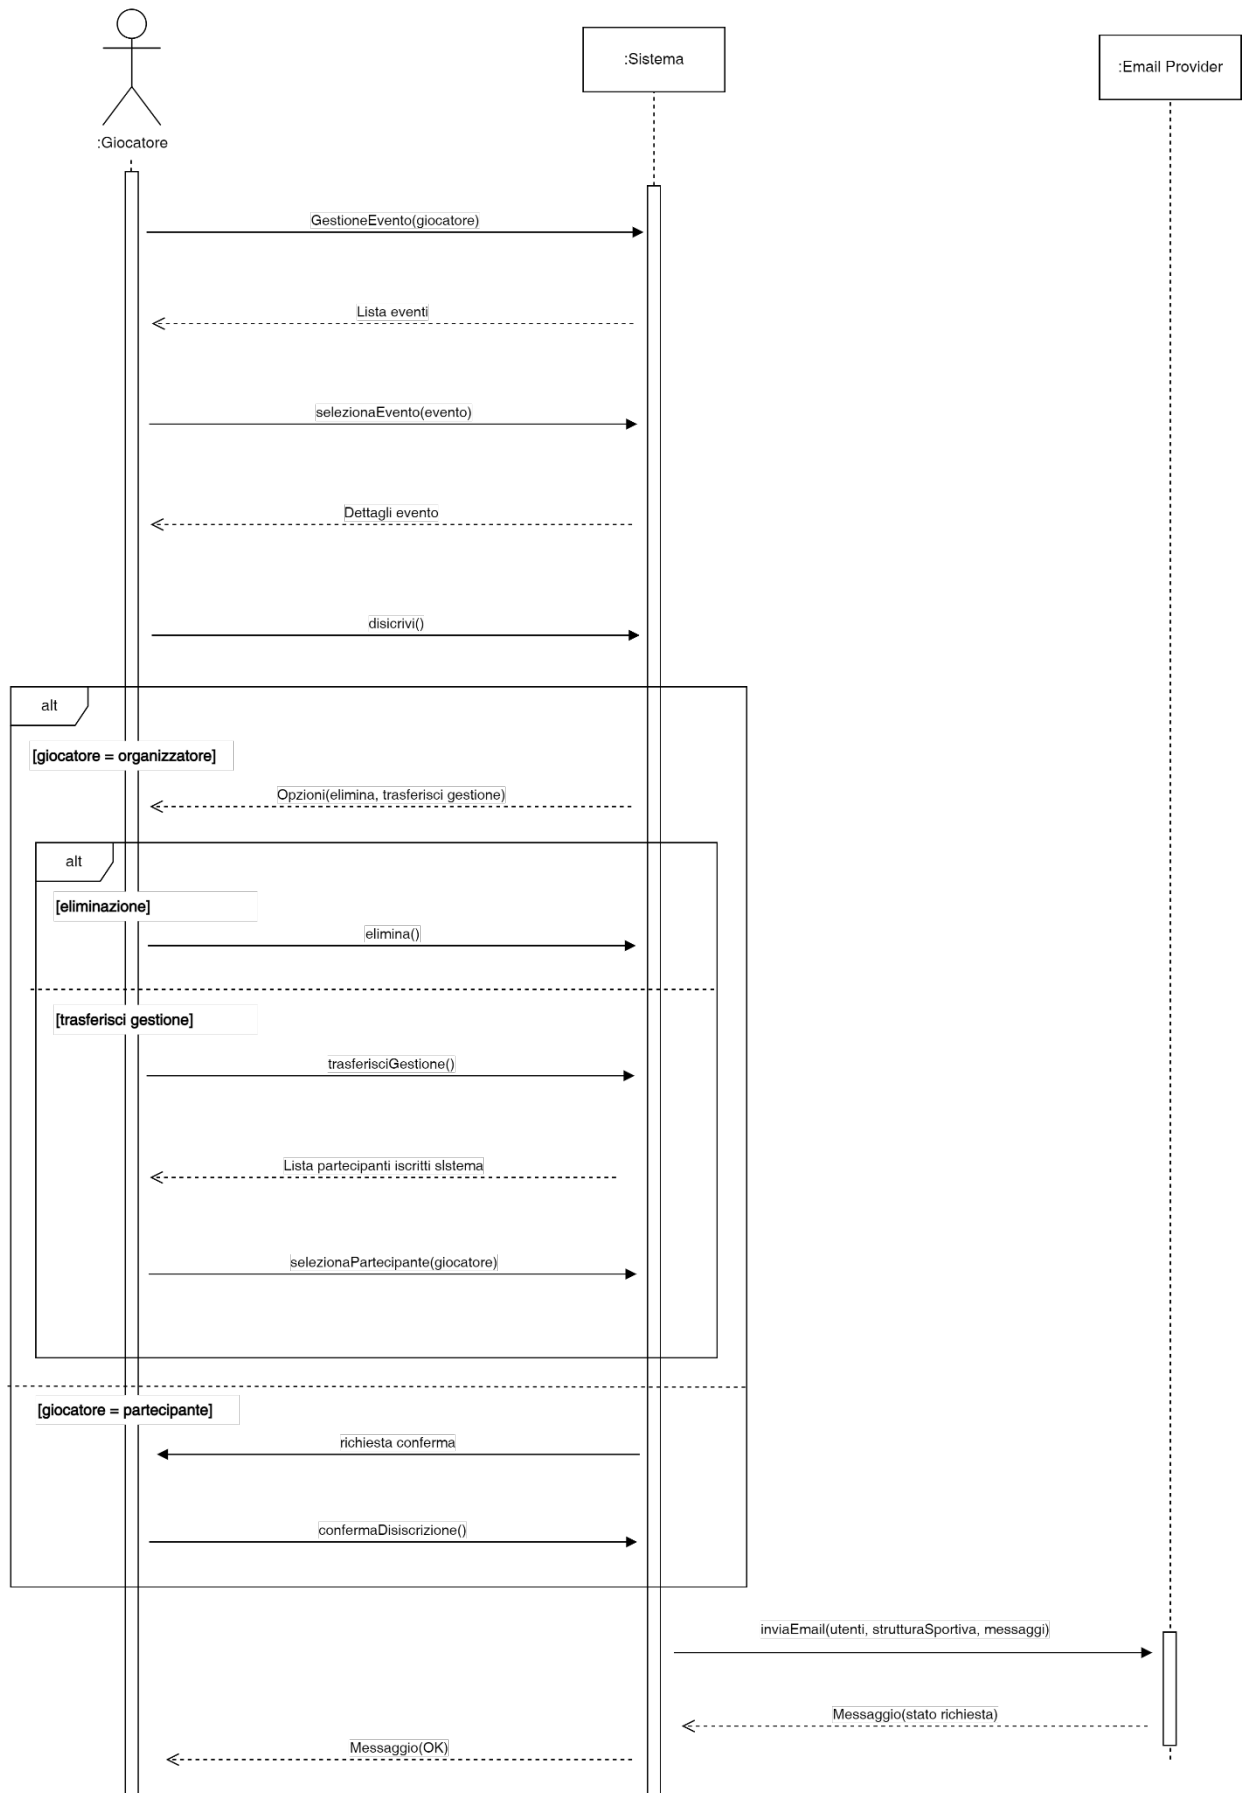 :Sistema
:Email Provider
:Giocatore
GestioneEvento(giocatore)
Lista eventi
selezionaEvento(evento)
Dettagli evento
disicrivi()
alt
[giocatore = organizzatore]
Opzioni(elimina, trasferisci gestione)
alt
[eliminazione]
elimina()
[trasferisci gestione]
trasferisciGestione()
Lista partecipanti iscritti sIstema
selezionaPartecipante(giocatore)
[giocatore = partecipante]
richiesta conferma
confermaDisiscrizione()
inviaEmail(utenti, strutturaSportiva, messaggi)
Messaggio(stato richiesta)
Messaggio(OK)